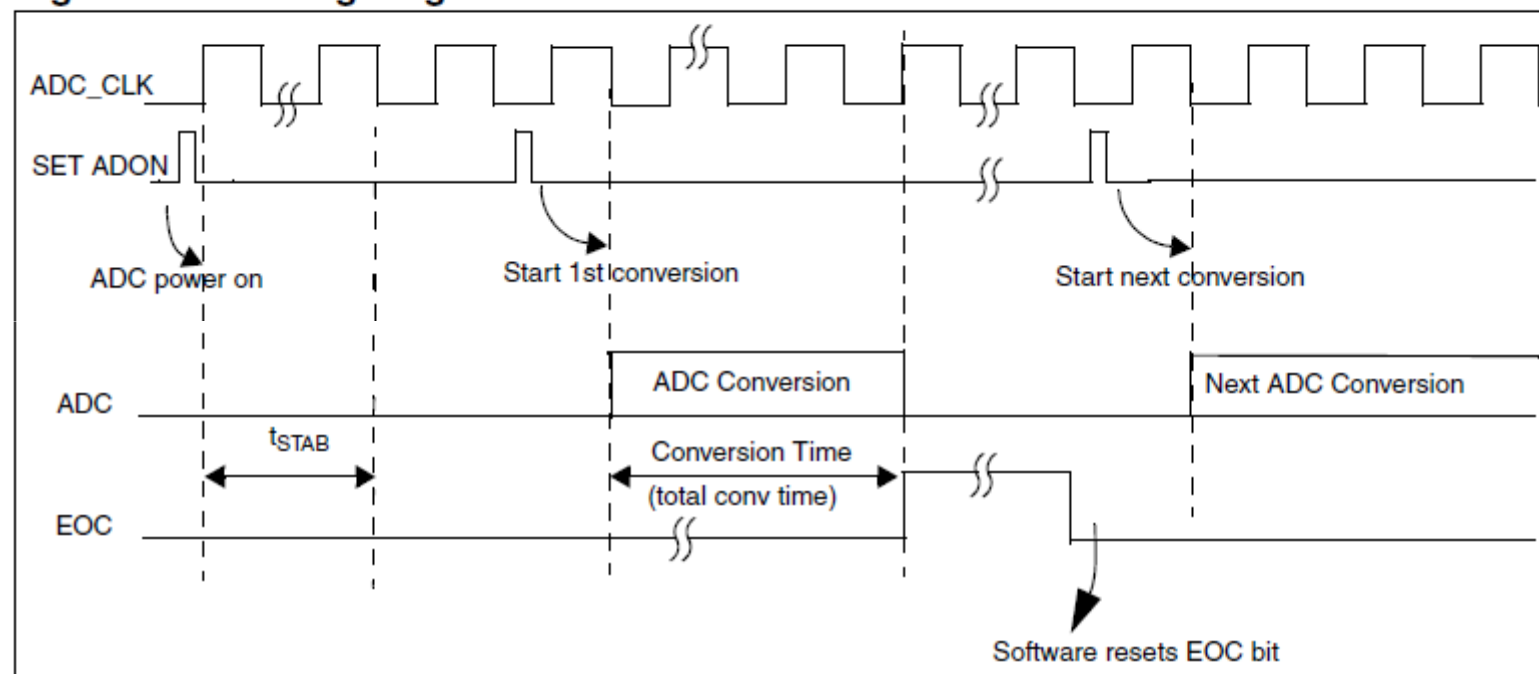 ADC_CLK
SET ADON
ADC power on
Start 1st conversion
Start next conversion
ADC
ADC Conversion
Next ADC Conversion
tSTAB
Conversion Time
(total conv time)
EOC
Software resets EOC bit